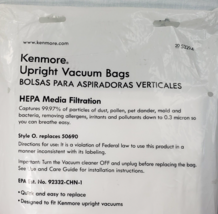 www.kenmore.com
Kenmore.
Upright Vacuum Bags
BOLSAS PARA ASPIRADORAS VERTICALES
HEPA Media Filtration
Captures 99.97% of particles of dust, pollen, pet dander, mold and
bacteria, removing allergens, irritants and pollutants down to 0.3 micron so
you can breathe easy.
Style O. replaces 50690
Directions for use: It is a violation of Federal law to use this product in a
manner inconsistent with its labeling.
Important: Turn the Vacuum cleaner OFF and unplug before replacing the bag.
See Use and Care Guide for installation instructions.
EPA Est. No. 92332-CHN-1
•Quick and easy to replace
•Designed to fit Kenmore upright vacuums